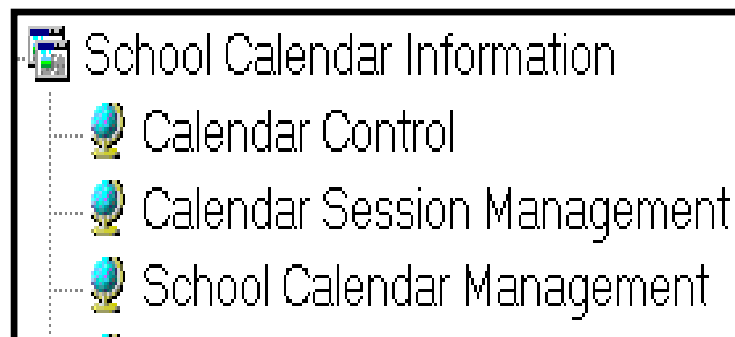 School Calendar Information
Calendar Control
Calendar Session Management
School Calendar Management